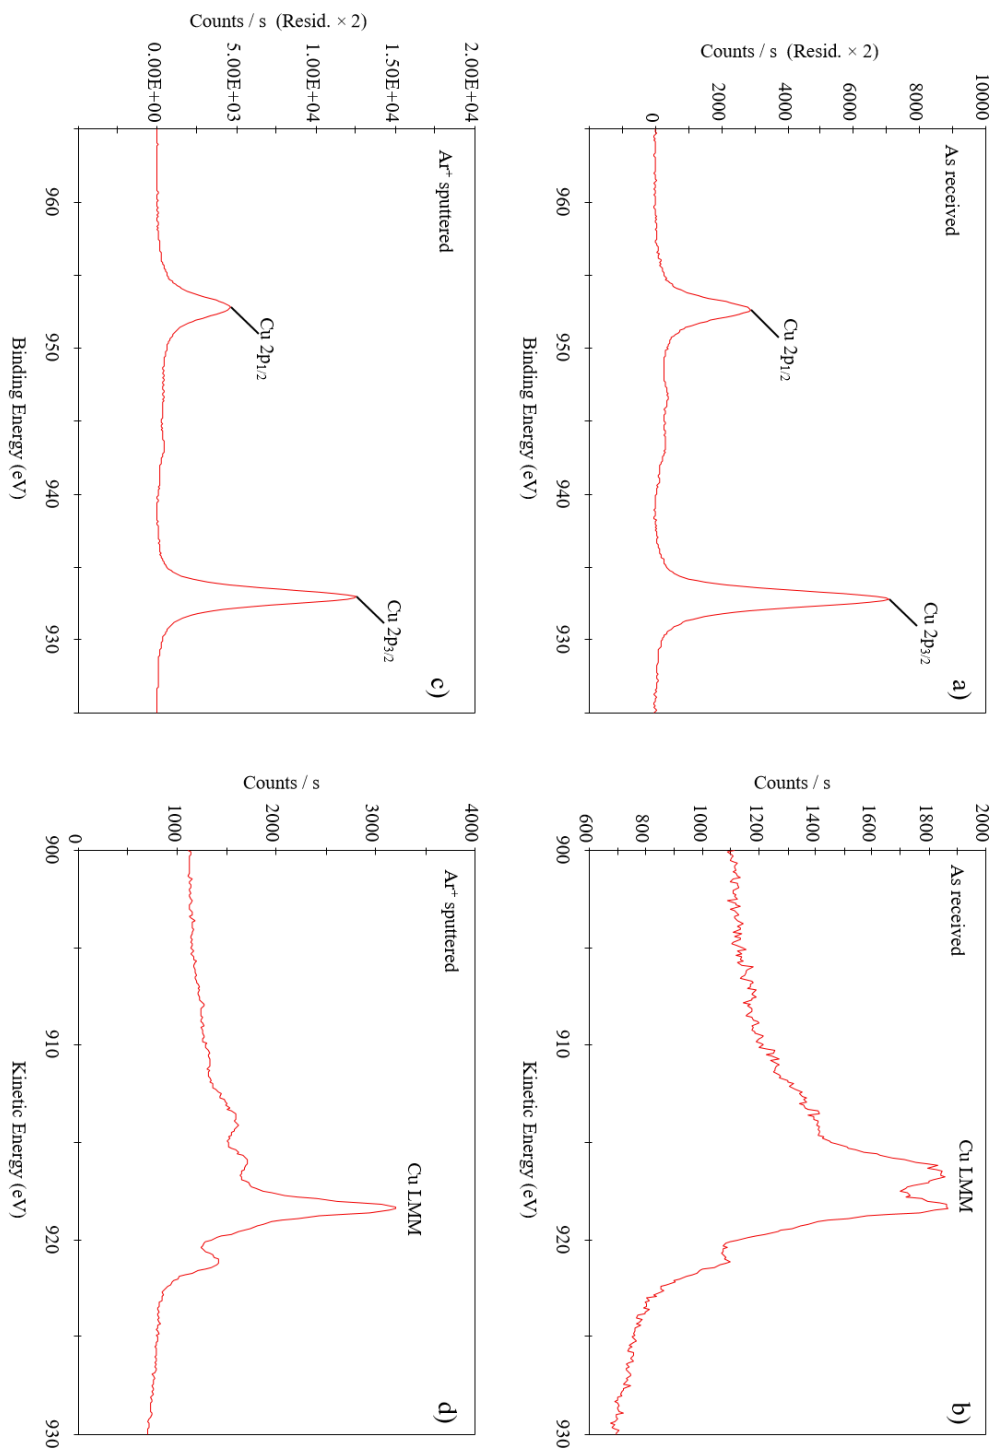 a)
As received
Counts / s (Resid. × 2)
10000
8000
6000
4000
2000
0
Cu 2p1/2
Cu 2p3/2
960
950
940
930
Binding Energy (eV)
b)
As received
Cu LMM
Counts / s
2000
1800
1600
1400
1200
1000
800
600
900
910
920
930
Kinetic Energy (eV)
c)
Ar+ sputtered
Counts / s (Resid. × 2)
2.00E+04
1.50E+04
1.00E+04
5.00E+03
0.00E+00
Cu 2p1/2
Cu 2p3/2
960
950
940
930
Binding Energy (eV)
d)
Ar+ sputtered
Cu LMM
Counts / s
4000
3000
2000
1000
0
900
910
920
930
Kinetic Energy (eV)